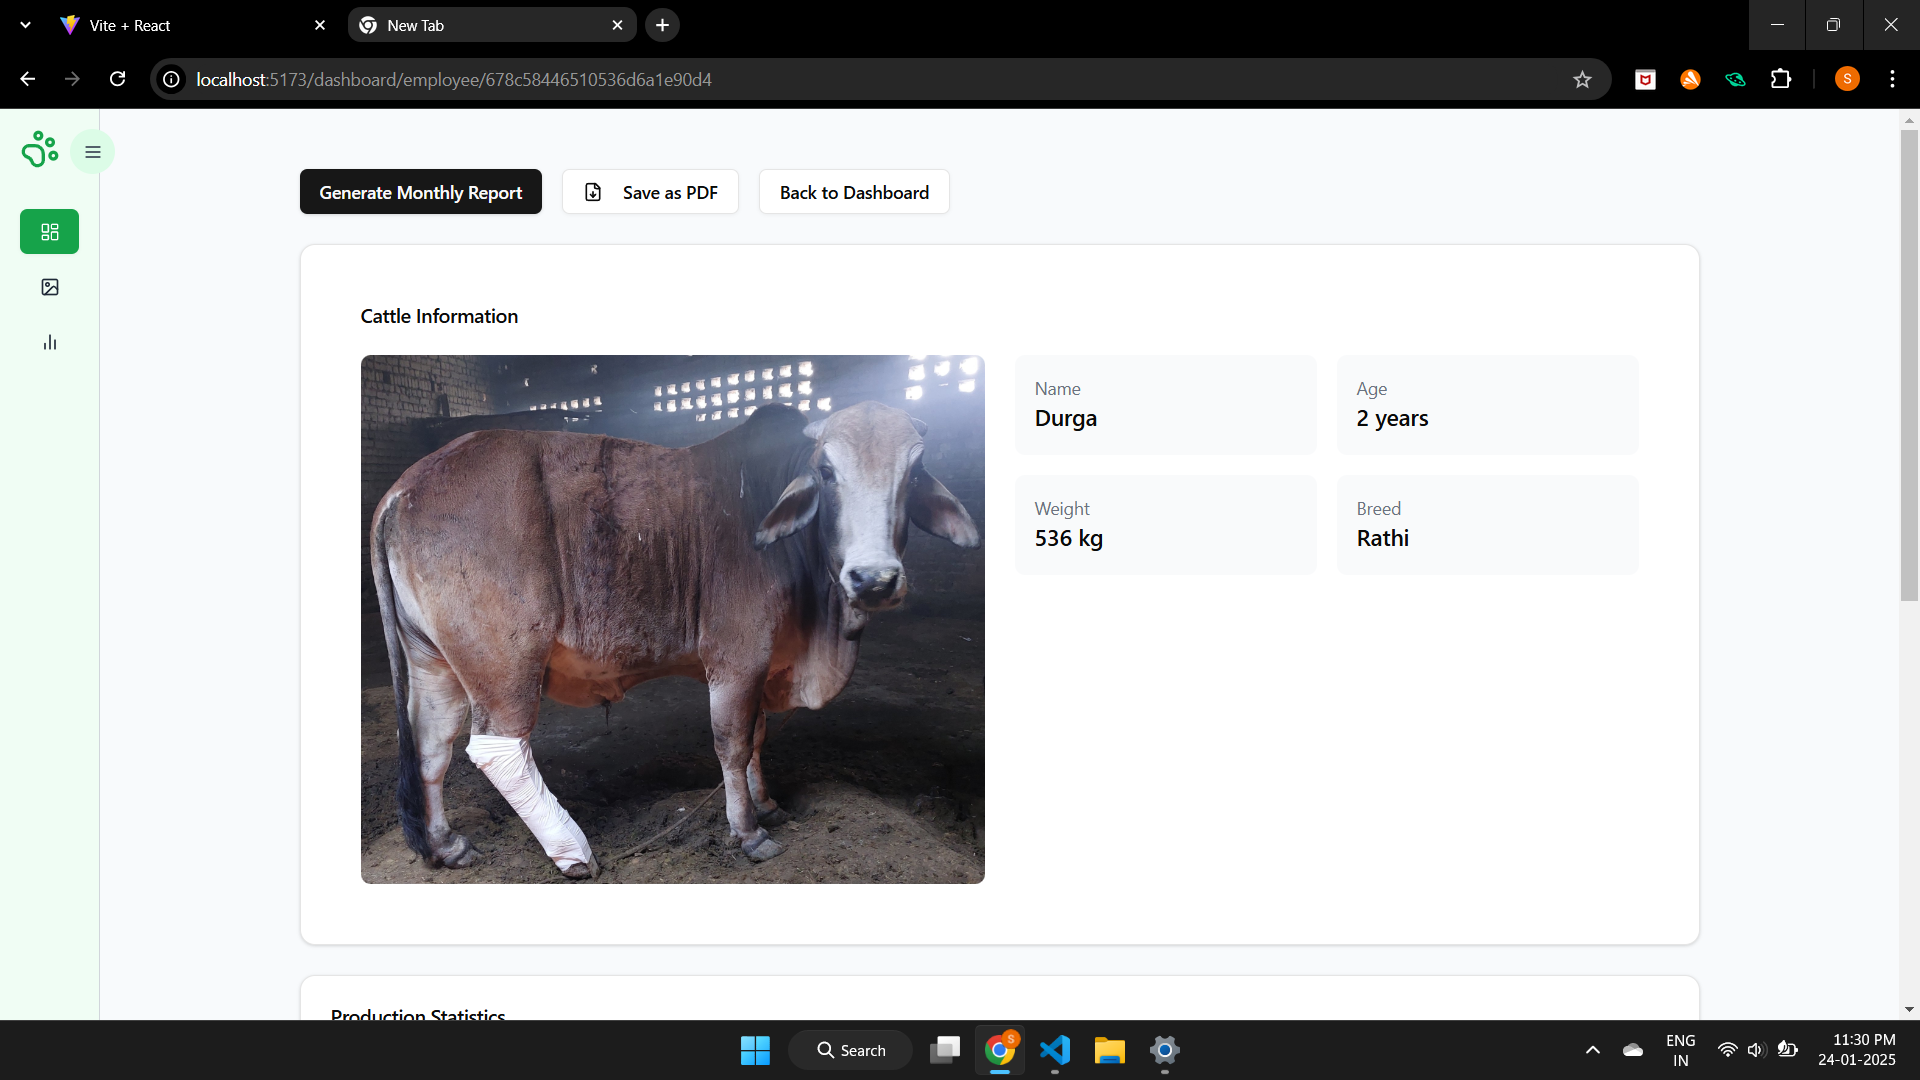 Vite + React
New Tab
localhost:5173/dashboard/employee/678c58446510536d6a1e90d4
S
Generate Monthly Report
Save as PDF
Back to Dashboard
Cattle Information
Name
Durga
Age
2 years
Weight
536 kg
Breed
Rathi
Production Statistics
Search
S
ENG
IN
11:30 PM
24-01-2025